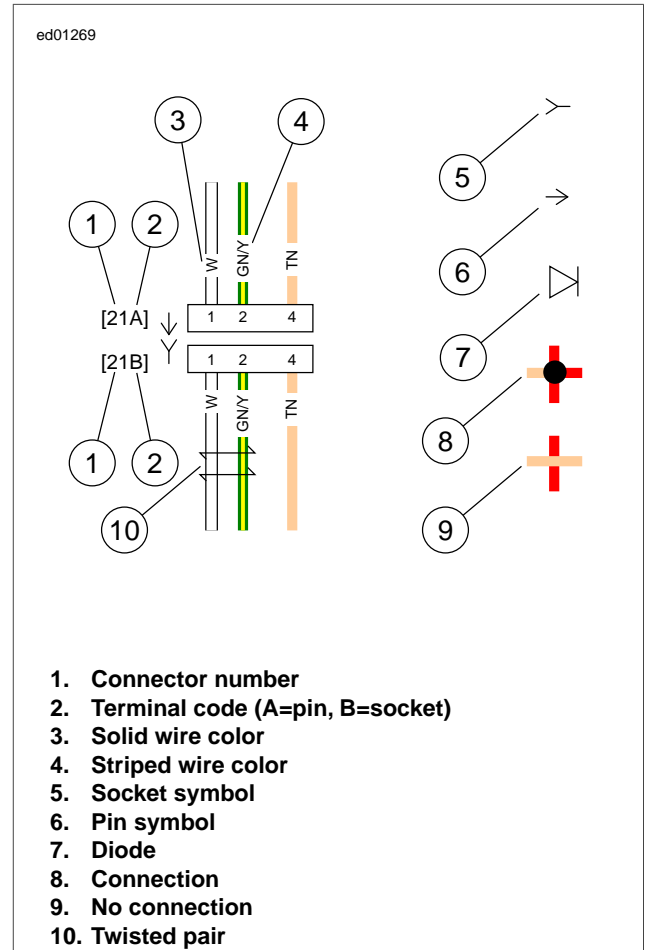 ed01269
3 4
5
1 2
6
W GN/Y TN
[21A] 1 2 4
7
[21B] 1 2 4
W GN/Y TN
8
1 2
10
9
1. Connector number
2. Terminal code (A=pin, B=socket)
3. Solid wire color
4. Striped wire color
5. Socket symbol
6. Pin symbol
7. Diode
8. Connection
9. No connection
10. Twisted pair